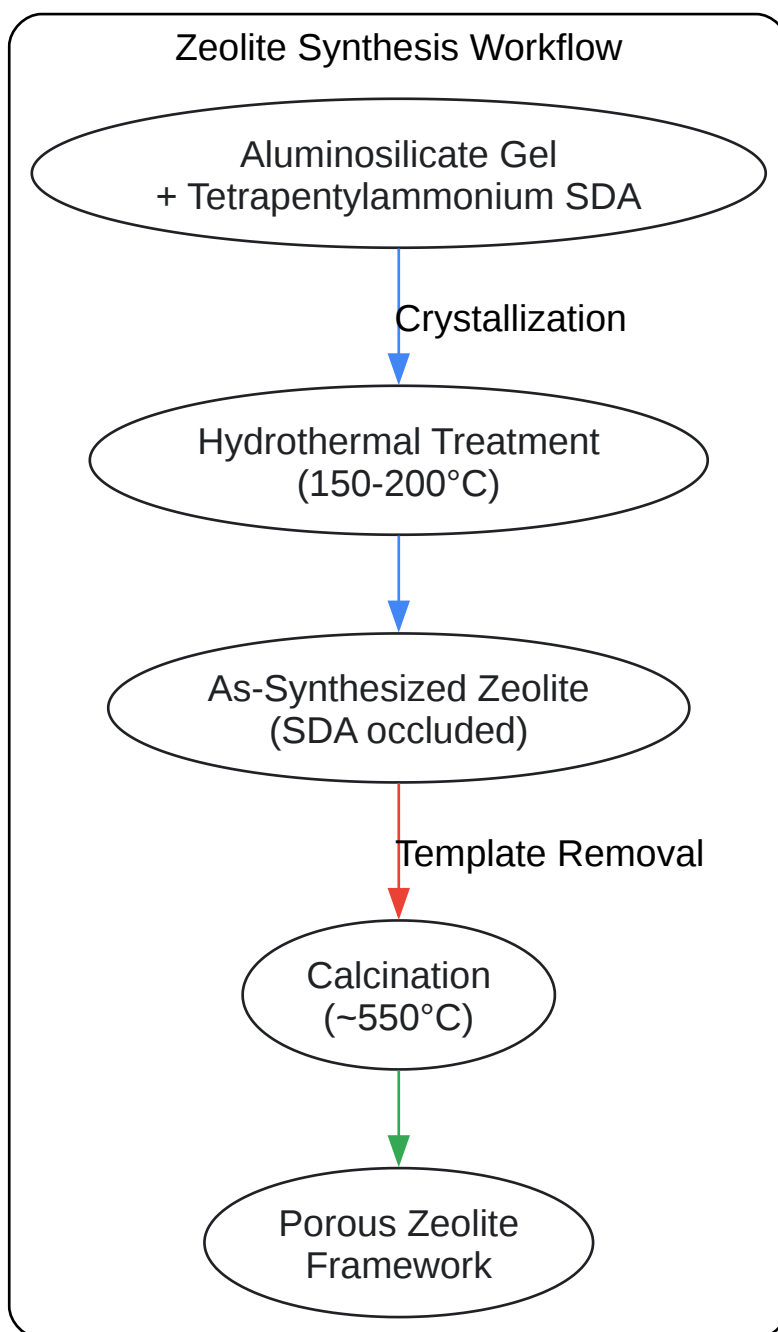 Zeolite Synthesis Workflow
Aluminosilicate Gel
+ Tetrapentylammonium SDA
Crystallization
Hydrothermal Treatment
(150-200°C)
As-Synthesized Zeolite
(SDA occluded)
Template Removal
Calcination
(~550°C)
Porous Zeolite
Framework